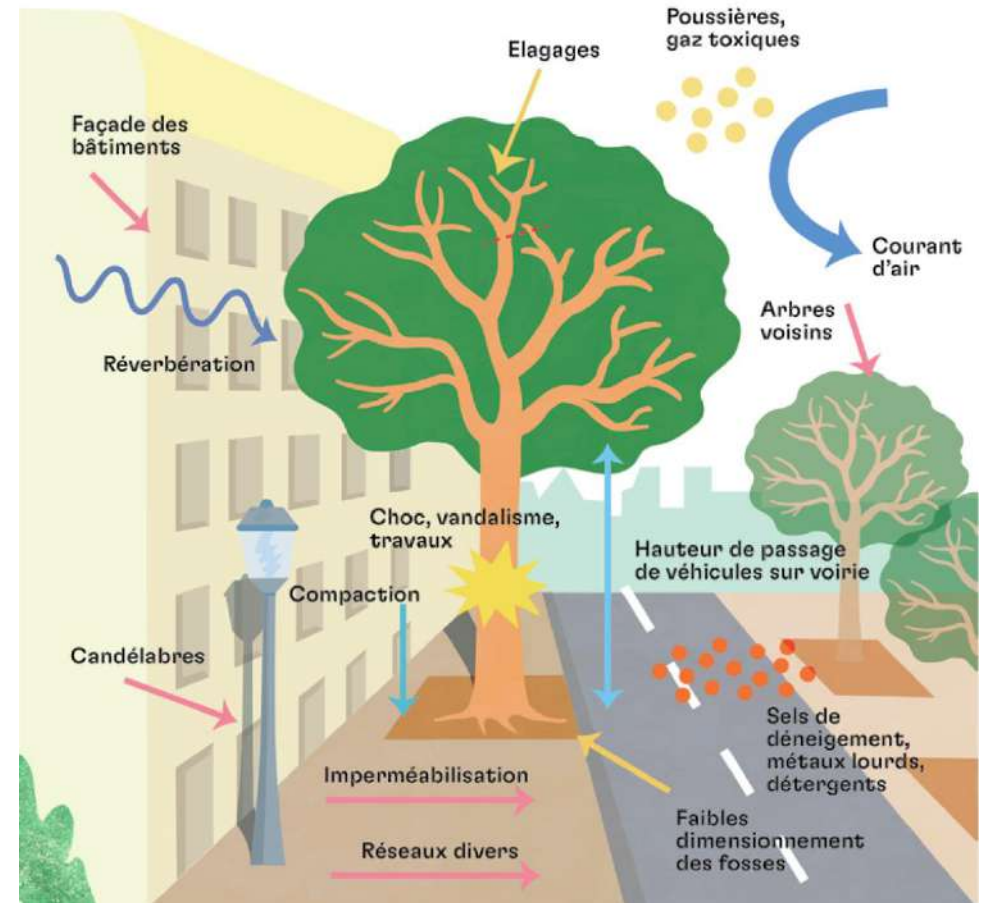 Poussières,
gaz toxiques
Elagages
Façade des
bâtiments
Courant
d'air
Arbres
voisins
Réverbération
Choc, vandalisme,
travaux
Hauteur de passage
de véhicules sur voirie
Compaction
Candélabres
Sels de
déneigement,
métaux lourds,
détergents
Imperméabilisation
Faibles
dimensionnement
des fosses
Réseaux divers